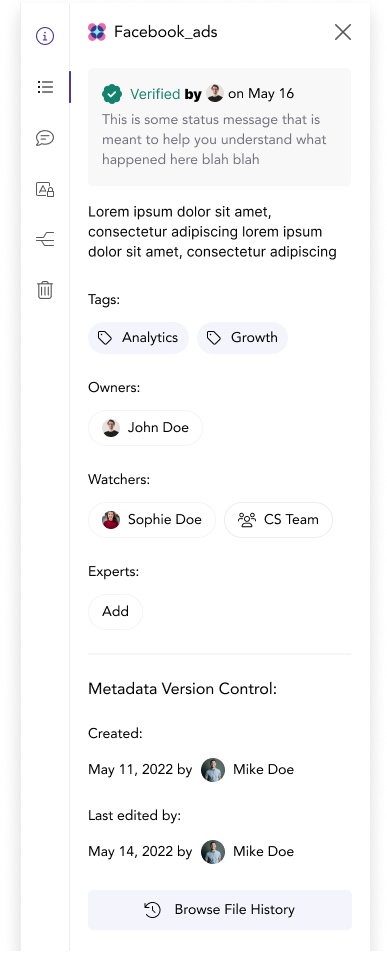 Facebook_ads
Verified by on May 16
This is some status message that is
meant to help you understand what
happened here blah blah
Lorem ipsum dolor sit amet,
consectetur adipiscing lorem ipsum
dolor sit amet, consectetur adipiscing
Tags:
Analytics Growth
Owners:
John Doe
Watchers:
Sophie Doe CS Team
Experts:
Add
Metadata Version Control:
Created:
May 11, 2022 by Mike Doe
Last edited by:
May 14, 2022 by Mike Doe
Browse File History